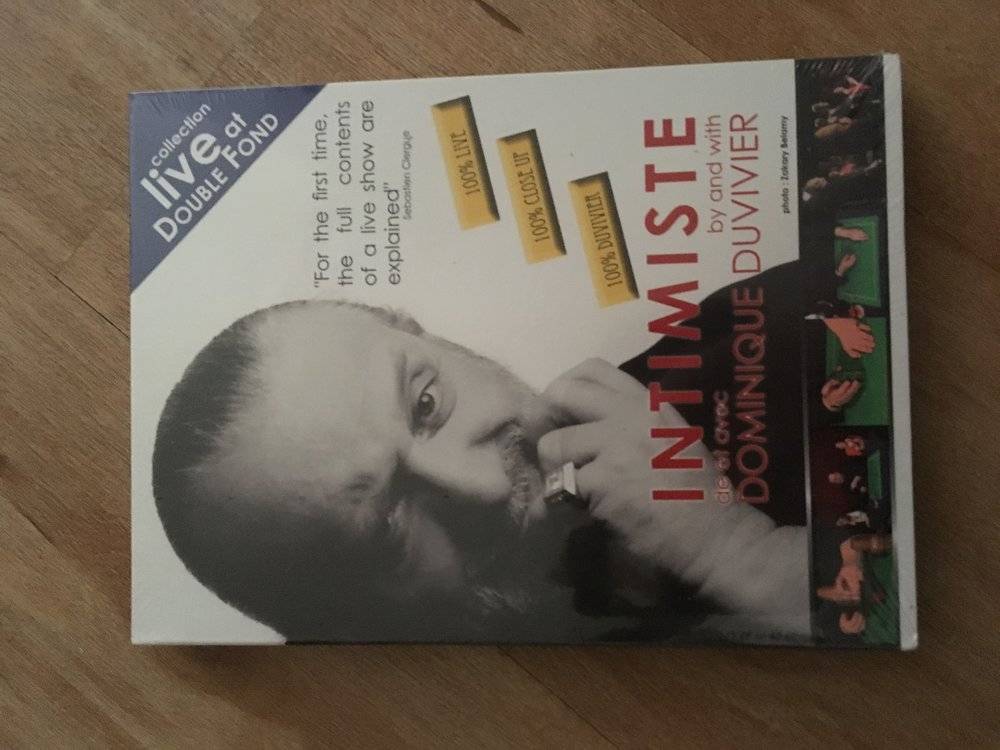 collection
live at
DOUBLE FOND
"For the first time,
the full contents
of a live show are
explained"
Sebastien Clergue
100% LIVE
100% CLOSE UP
100% DUVIVIER
INTIMISTE
de et avec by and with
DOMINIQUE DUVIVIER
photo : Zakary Belamy